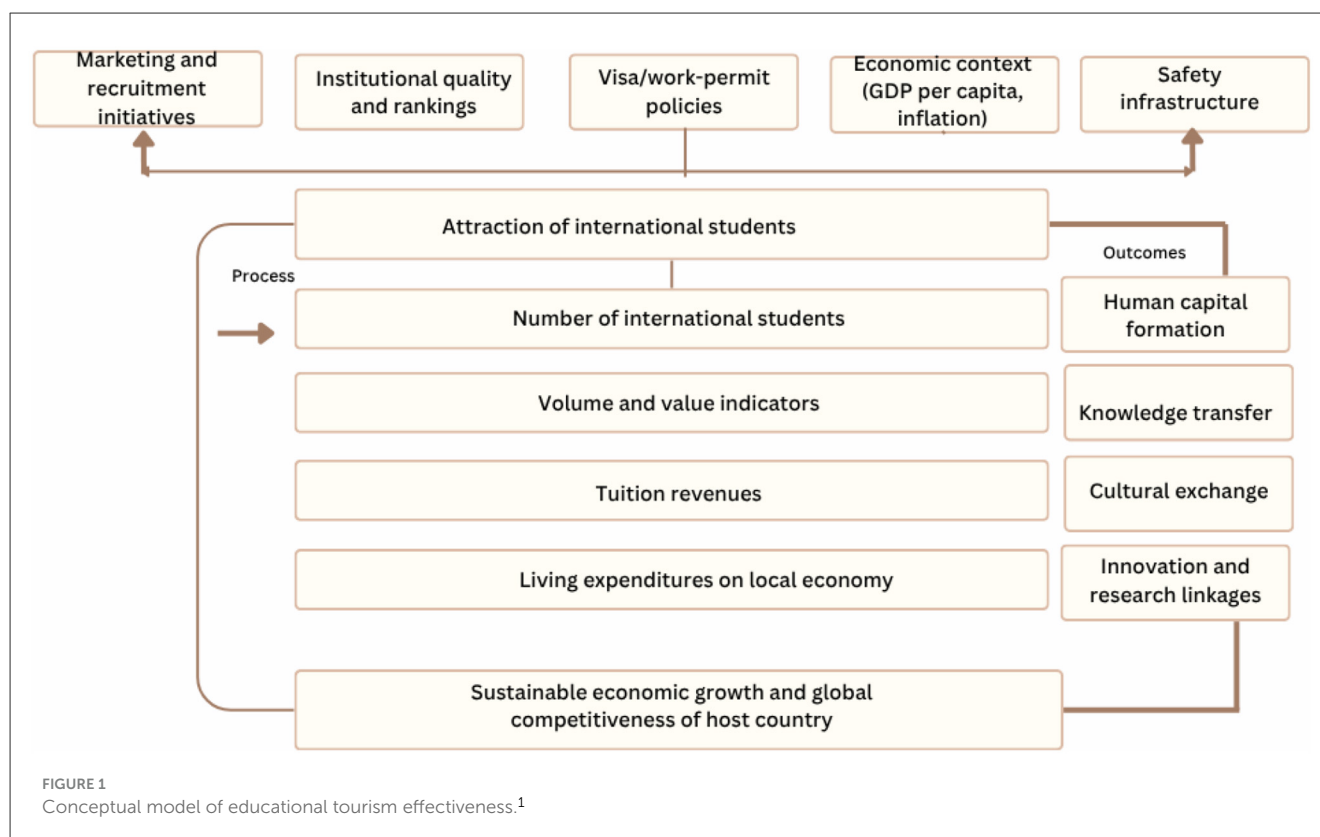 Marketing and
recruitment
initiatives
Institutional quality
and rankings
Visa/work-permit
policies
Economic context
(GDP per capita,
inflation)
Safety
infrastructure
Attraction of international students
Outcomes
Process
Number of international students
Human capital
formation
Volume and value indicators
Knowledge transfer
Tuition revenues
Cultural exchange
Living expenditures on local economy
Innovation and
research linkages
Sustainable economic growth and global
competitiveness of host country
FIGURE 1
Conceptual model of educational tourism effectiveness.1